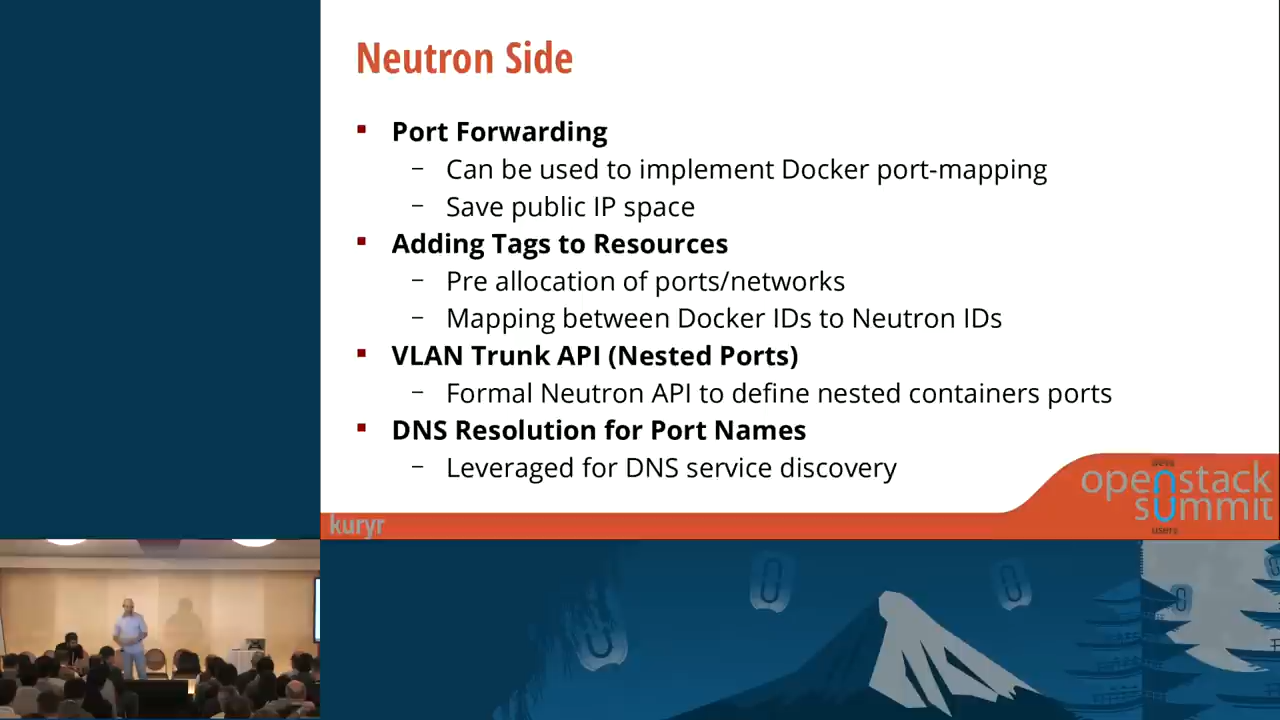 Neutron Side
▪ Port Forwarding
– Can be used to implement Docker port-mapping
– Save public IP space
▪ Adding Tags to Resources
– Pre allocation of ports/networks
– Mapping between Docker IDs to Neutron IDs
▪ VLAN Trunk API (Nested Ports)
– Formal Neutron API to define nested containers ports
▪ DNS Resolution for Port Names
– Leveraged for DNS service discovery
openstack
summit
users
kuryr